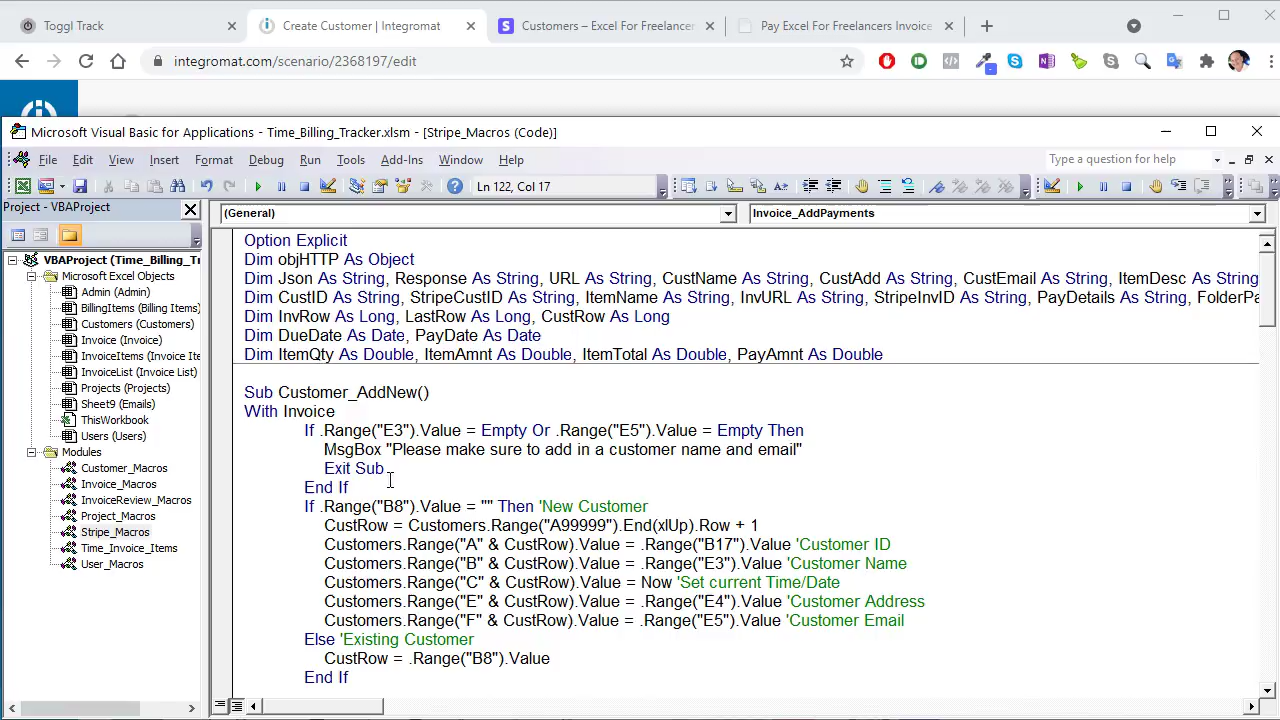 Toggl Track
Create Customer | Integromat
Customers – Excel For Freelancer
Pay Excel For Freelancers Invoice
integromat.com/scenario/2368197/edit
Microsoft Visual Basic for Applications - Time_Billing_Tracker.xlsm - [Stripe_Macros (Code)]
File Edit View Insert Format Debug Run Tools Add-Ins Window Help
Type a question for help
Ln 122, Col 17
Project - VBAProject
(General)
Invoice_AddPayments
VBAProject (Time_Billing_Tr
Microsoft Excel Objects
Admin (Admin)
BillingItems (Billing Items)
Customers (Customers)
Invoice (Invoice)
InvoiceItems (Invoice Ite
InvoiceList (Invoice List)
Projects (Projects)
Sheet9 (Emails)
ThisWorkbook
Users (Users)
Modules
Customer_Macros
Invoice_Macros
InvoiceReview_Macros
Project_Macros
Stripe_Macros
Time_Invoice_Items
User_Macros
Option Explicit
Dim objHTTP As Object
Dim Json As String, Response As String, URL As String, CustName As String, CustAdd As String, CustEmail As String, ItemDesc As String
Dim CustID As String, StripeCustID As String, ItemName As String, InvURL As String, StripeInvID As String, PayDetails As String, FolderPa
Dim InvRow As Long, LastRow As Long, CustRow As Long
Dim DueDate As Date, PayDate As Date
Dim ItemQty As Double, ItemAmnt As Double, ItemTotal As Double, PayAmnt As Double
Sub Customer_AddNew()
With Invoice
If .Range("E3").Value = Empty Or .Range("E5").Value = Empty Then
MsgBox "Please make sure to add in a customer name and email"
Exit Sub
End If
If .Range("B8").Value = "" Then 'New Customer
CustRow = Customers.Range("A99999").End(xlUp).Row + 1
Customers.Range("A" & CustRow).Value = .Range("B17").Value 'Customer ID
Customers.Range("B" & CustRow).Value = .Range("E3").Value 'Customer Name
Customers.Range("C" & CustRow).Value = Now 'Set current Time/Date
Customers.Range("E" & CustRow).Value = .Range("E4").Value 'Customer Address
Customers.Range("F" & CustRow).Value = .Range("E5").Value 'Customer Email
Else 'Existing Customer
CustRow = .Range("B8").Value
End If